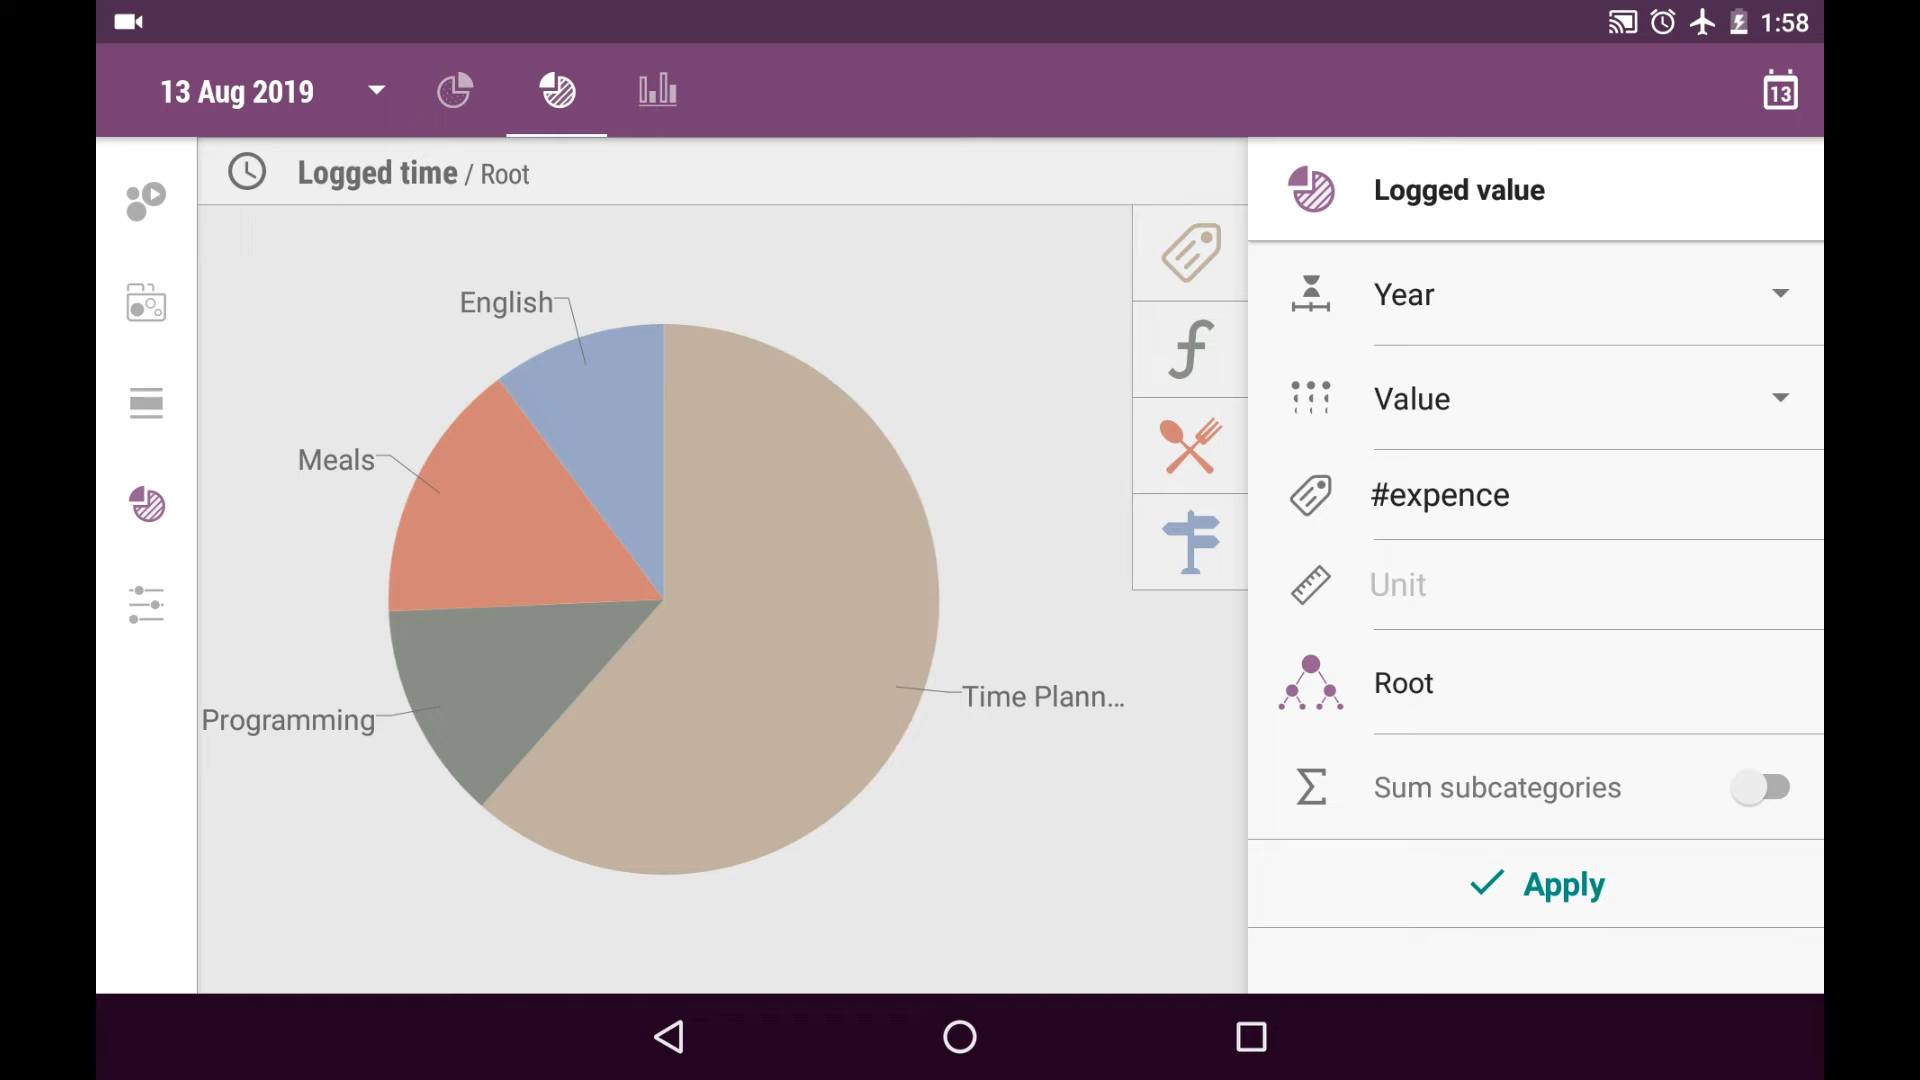 1:58
13 Aug 2019
13
Logged time / Root
Logged value
Year
Value
#expence
Unit
Root
Sum subcategories
Apply
English
Meals
Programming
Time Plann...